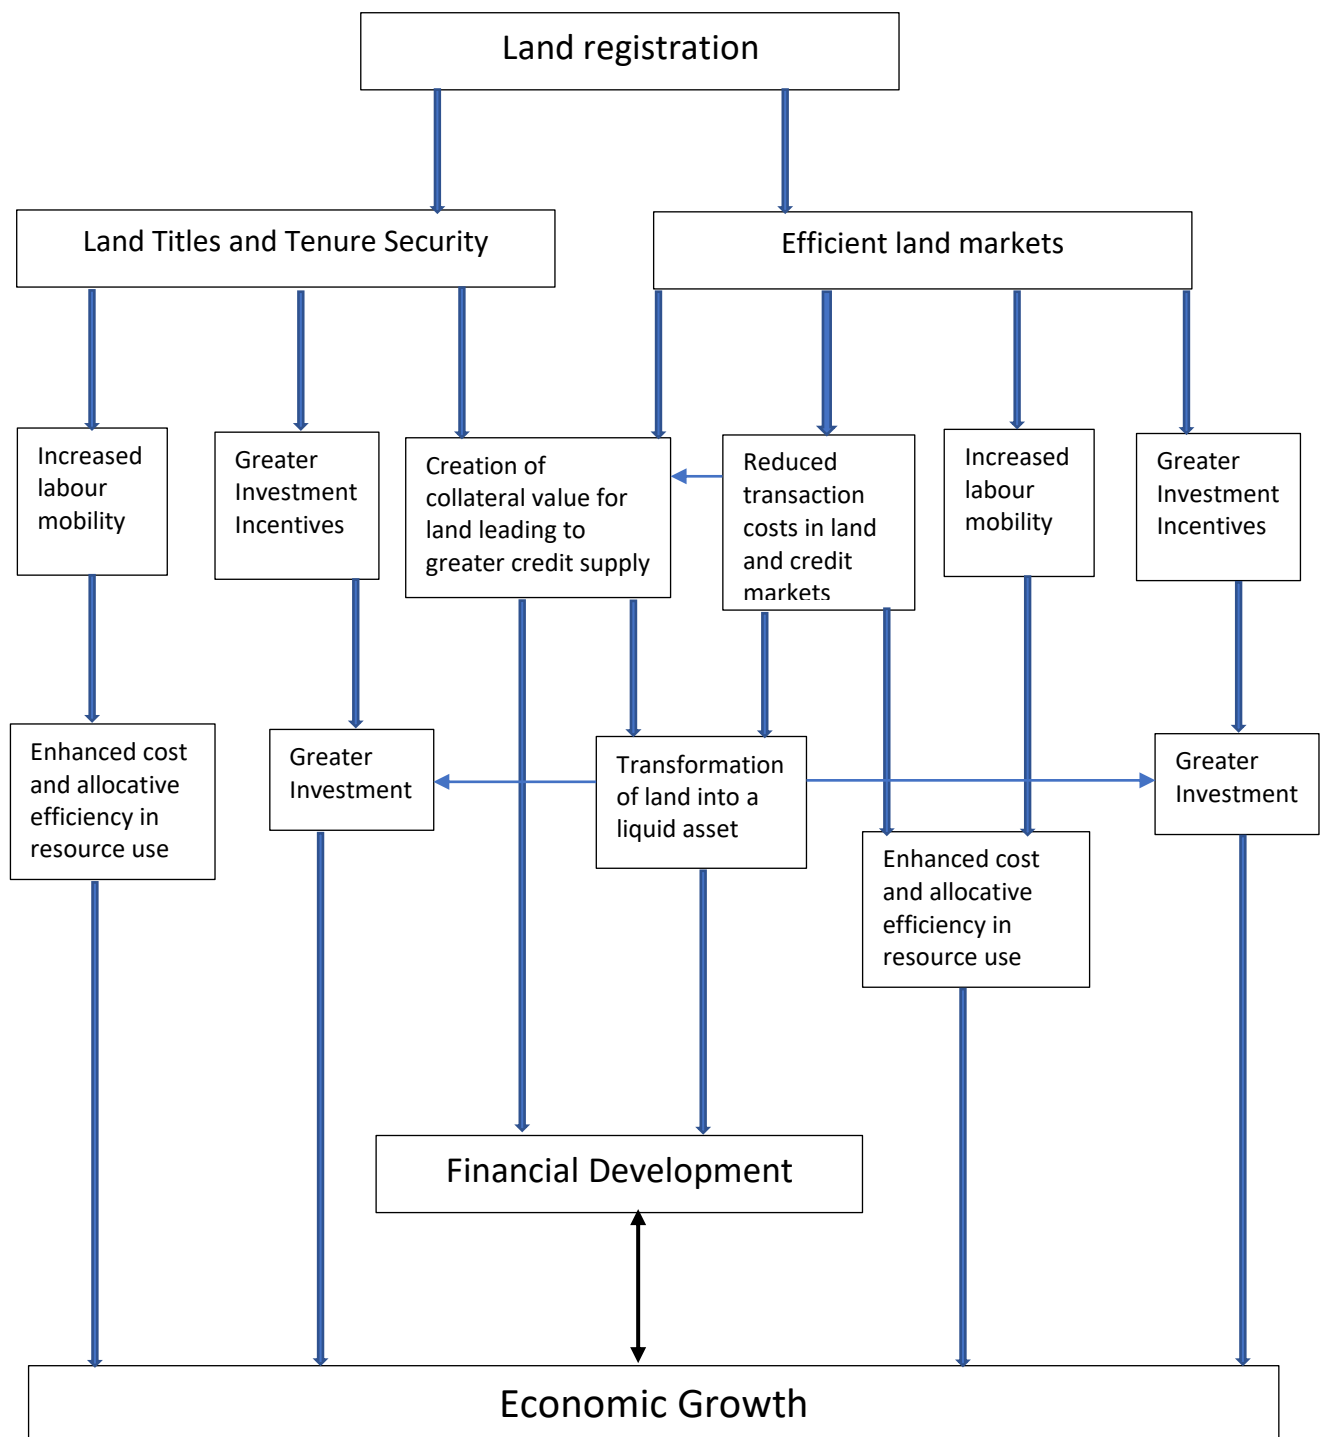 Land registration
Land Titles and Tenure Security
Efficient land markets
Increased
labour
mobility
Greater
Investment
Incentives
Creation of
collateral value for
land leading to
greater credit supply
Reduced
transaction
costs in land
and credit
markets
Increased
labour
mobility
Greater
Investment
Incentives
Enhanced cost
and allocative
efficiency in
resource use
Greater
Investment
Transformation
of land into a
liquid asset
Enhanced cost
and allocative
efficiency in
resource use
Greater
Investment
Financial Development
Economic Growth